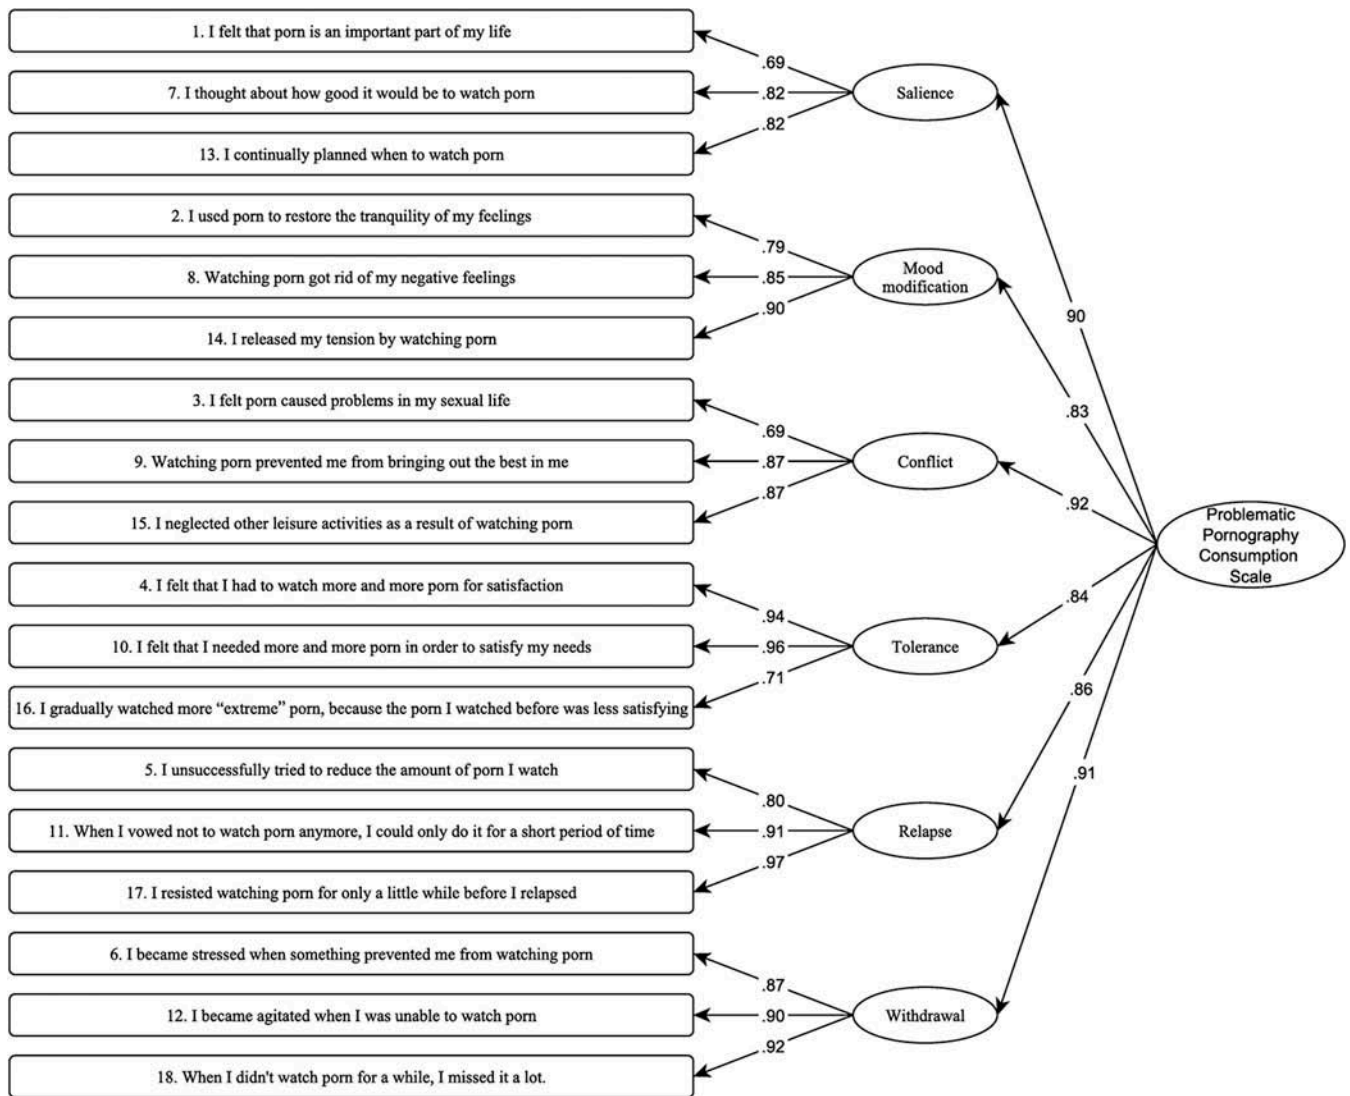 1. I felt that porn is an important part of my life
.69
7. I thought about how good it would be to watch porn
.82
Salience
.82
13. I continually planned when to watch porn
2. I used porn to restore the tranquility of my feelings
.79
8. Watching porn got rid of my negative feelings
.85
Mood
modification
.90
90
14. I released my tension by watching porn
3. I felt porn caused problems in my sexual life
.83
.69
9. Watching porn prevented me from bringing out the best in me
.87
Conflict
.87
.92
15. I neglected other leisure activities as a result of watching porn
Problematic
Pornography
Consumption
Scale
4. I felt that I had to watch more and more porn for satisfaction
.84
.94
10. I felt that I needed more and more porn in order to satisfy my needs
.96
Tolerance
.71
.86
16. I gradually watched more “extreme” porn, because the porn I watched before was less satisfying
5. I unsuccessfully tried to reduce the amount of porn I watch
.91
.80
11. When I vowed not to watch porn anymore, I could only do it for a short period of time
.91
Relapse
.97
17. I resisted watching porn for only a little while before I relapsed
6. I became stressed when something prevented me from watching porn
.87
12. I became agitated when I was unable to watch porn
.90
Withdrawal
.92
18. When I didn't watch porn for a while, I missed it a lot.